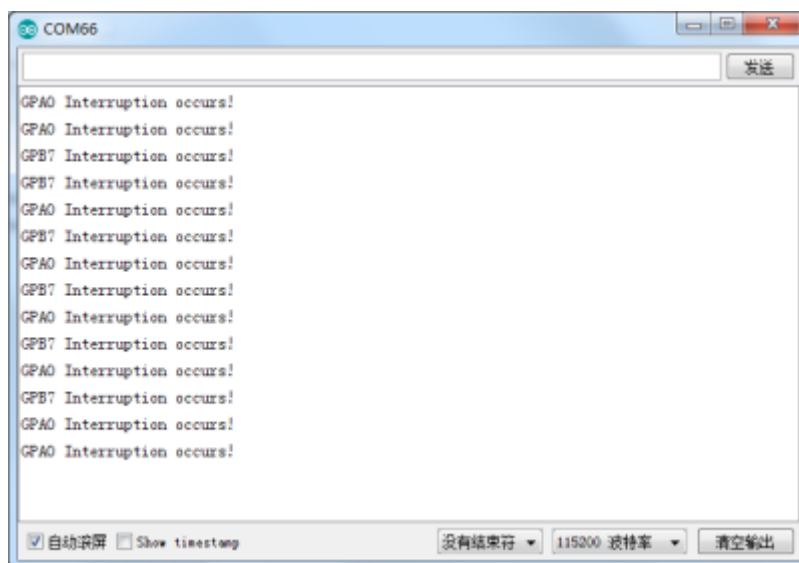 COM66
发送
GPA0 Interruption occurs!
GPA0 Interruption occurs!
GPB7 Interruption occurs!
GPB7 Interruption occurs!
GPA0 Interruption occurs!
GPB7 Interruption occurs!
GPA0 Interruption occurs!
GPB7 Interruption occurs!
GPA0 Interruption occurs!
GPB7 Interruption occurs!
GPA0 Interruption occurs!
GPB7 Interruption occurs!
GPA0 Interruption occurs!
GPA0 Interruption occurs!
自动滚屏 Show timestamp 没有结束符 115200 波特率 清空输出